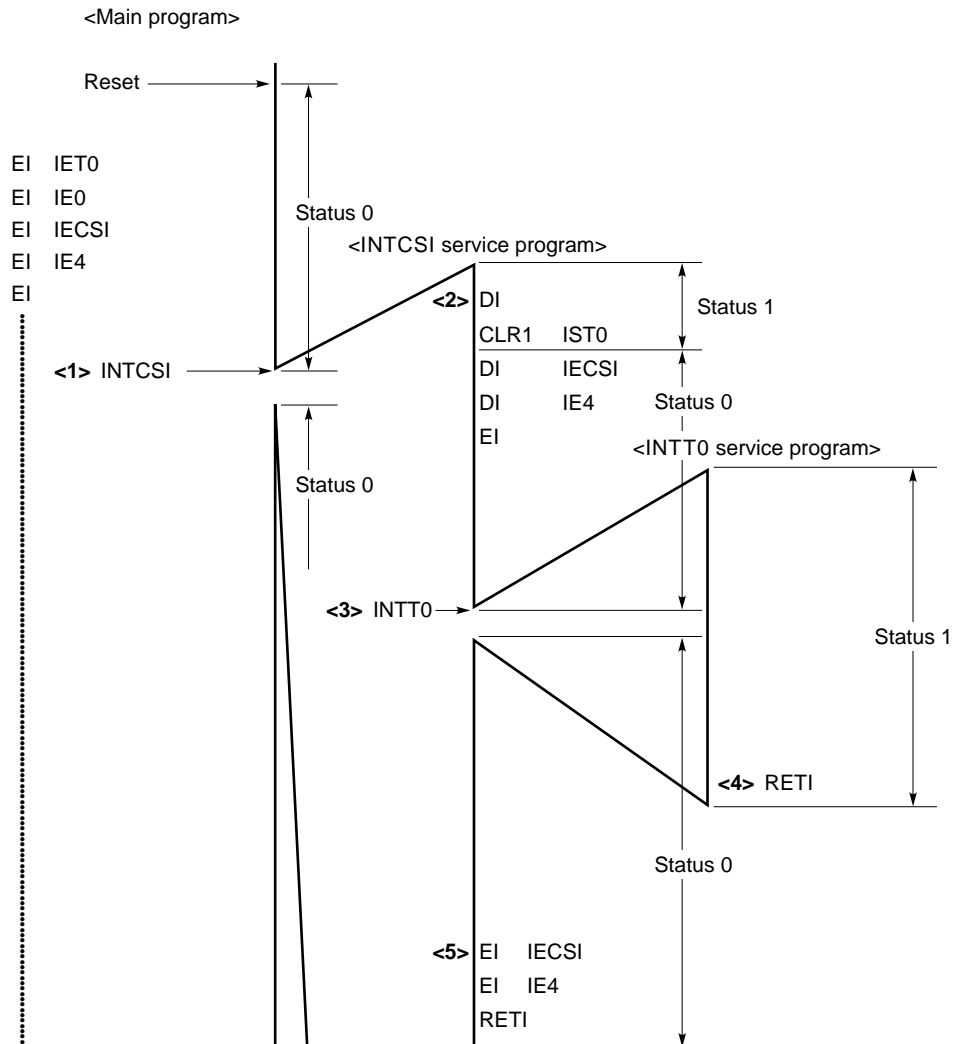 <Main program>
Reset
EI IET0
EI IE0
EI IECSI
EI IE4
EI
Status 0
<1> INTCSI
Status 0
<INTCSI service program>
<2> DI
CLR1 IST0
DI IECSI
DI IE4
EI
Status 1
Status 0
<INTT0 service program>
<3> INTT0
Status 1
<4> RETI
Status 0
<5> EI IECSI
EI IE4
RETI